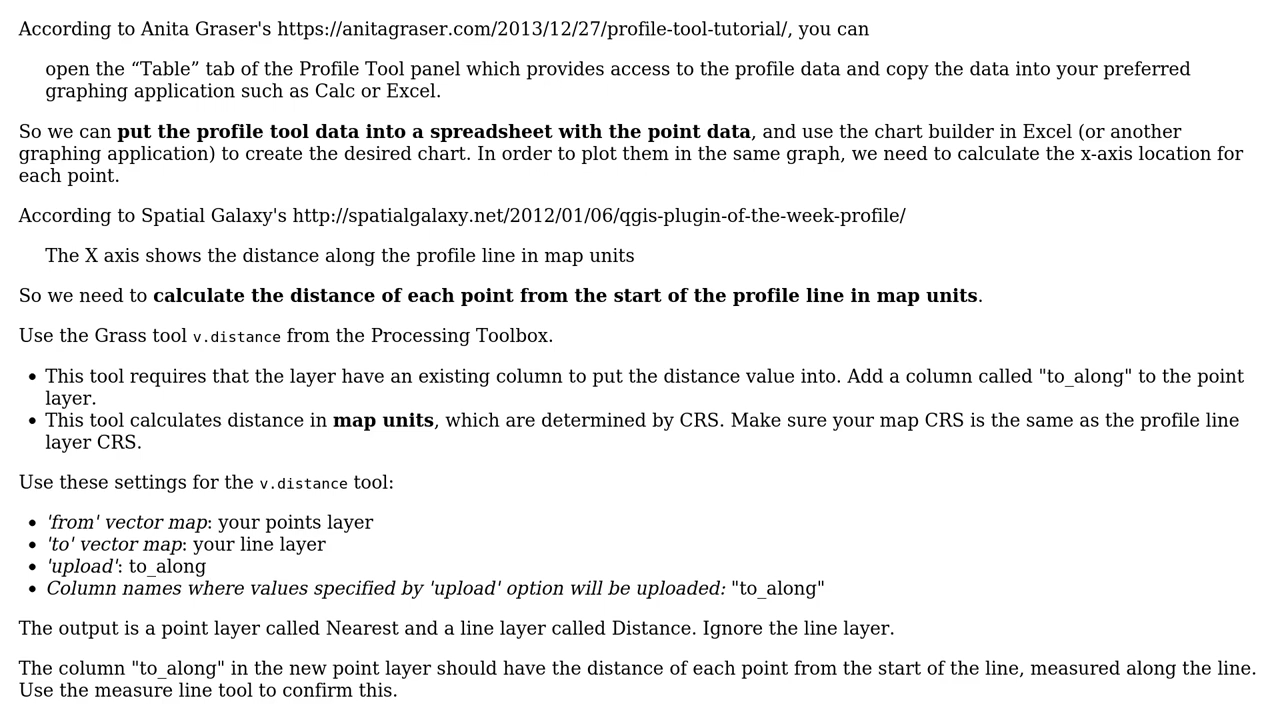 According to Anita Graser's https://anitagraser.com/2013/12/27/profile-tool-tutorial/, you can
open the “Table” tab of the Profile Tool panel which provides access to the profile data and copy the data into your preferred
graphing application such as Calc or Excel.
So we can put the profile tool data into a spreadsheet with the point data, and use the chart builder in Excel (or another
graphing application) to create the desired chart. In order to plot them in the same graph, we need to calculate the x-axis location for
each point.
According to Spatial Galaxy's http://spatialgalaxy.net/2012/01/06/qgis-plugin-of-the-week-profile/
The X axis shows the distance along the profile line in map units
So we need to calculate the distance of each point from the start of the profile line in map units.
Use the Grass tool v.distance from the Processing Toolbox.
• This tool requires that the layer have an existing column to put the distance value into. Add a column called "to_along" to the point
layer.
• This tool calculates distance in map units, which are determined by CRS. Make sure your map CRS is the same as the profile line
layer CRS.
Use these settings for the v.distance tool:
• 'from' vector map: your points layer
• 'to' vector map: your line layer
• 'upload': to_along
• Column names where values specified by 'upload' option will be uploaded: "to_along"
The output is a point layer called Nearest and a line layer called Distance. Ignore the line layer.
The column "to_along" in the new point layer should have the distance of each point from the start of the line, measured along the line.
Use the measure line tool to confirm this.